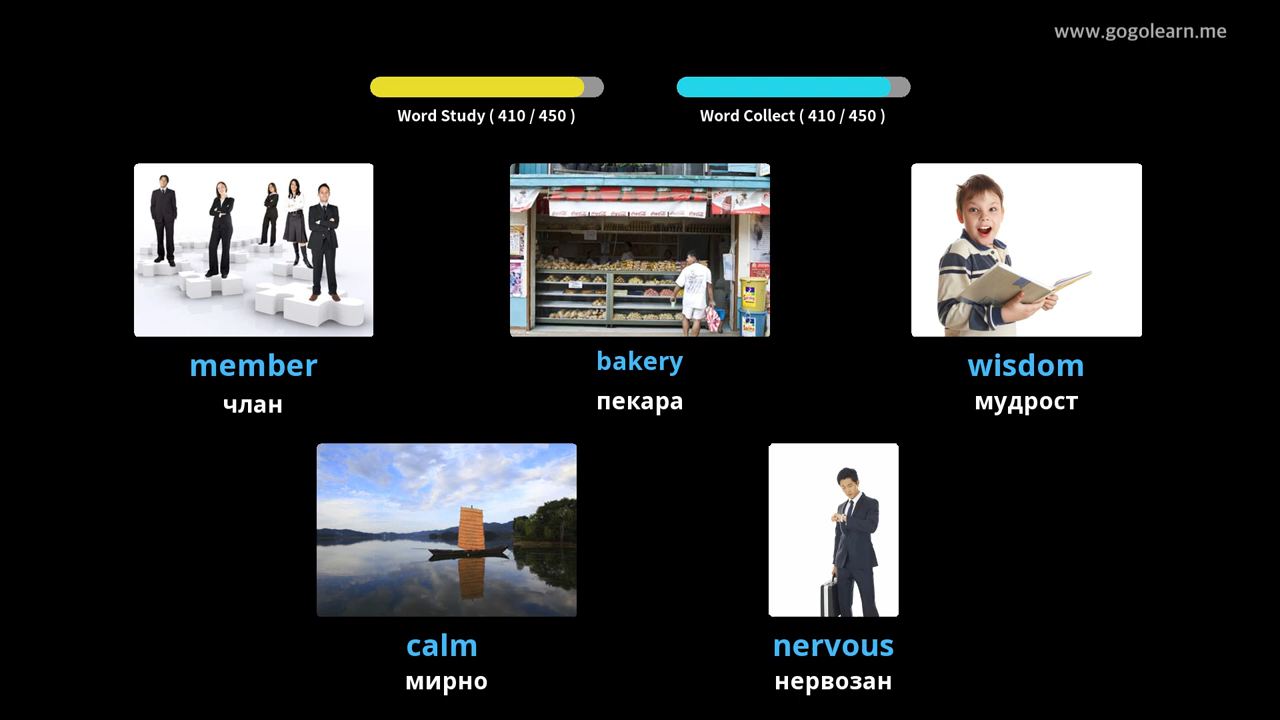 www.gogolearn.me
Word Study ( 410 / 450 )
Word Collect ( 410 / 450 )
member
члан
bakery
пекара
wisdom
мудрост
calm
мирно
nervous
нервозан